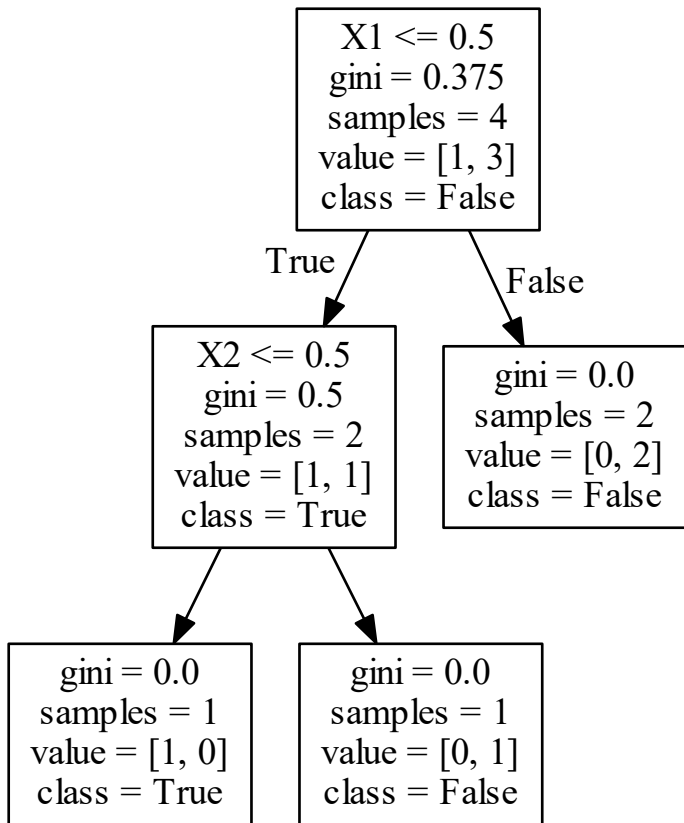 X1 <= 0.5
gini = 0.375
samples = 4
value = [1, 3]
class = False
True
False
X2 <= 0.5
gini = 0.5
samples = 2
value = [1, 1]
class = True
gini = 0.0
samples = 2
value = [0, 2]
class = False
gini = 0.0
samples = 1
value = [1, 0]
class = True
gini = 0.0
samples = 1
value = [0, 1]
class = False